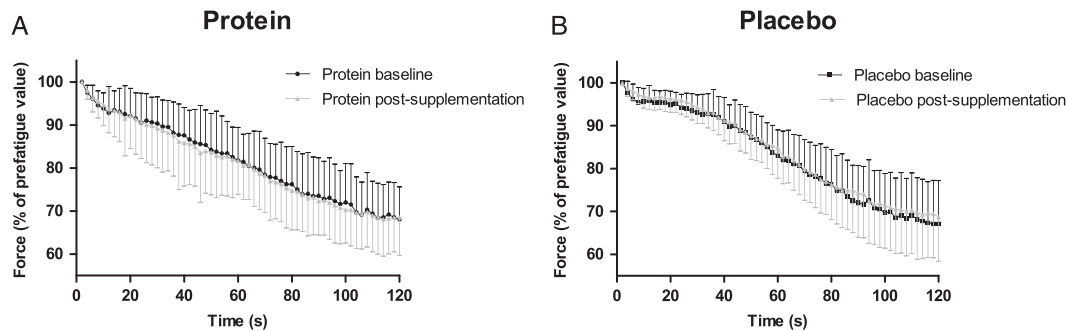 A
Protein
Force (% of prefatigue value)
100
90
80
70
60
0 20 40 60 80 100 120
Time (s)
Protein baseline
Protein post-supplementation
B
Placebo
Force (% of prefatigue value)
100
90
80
70
60
0 20 40 60 80 100 120
Time (s)
Placebo baseline
Placebo post-supplementation